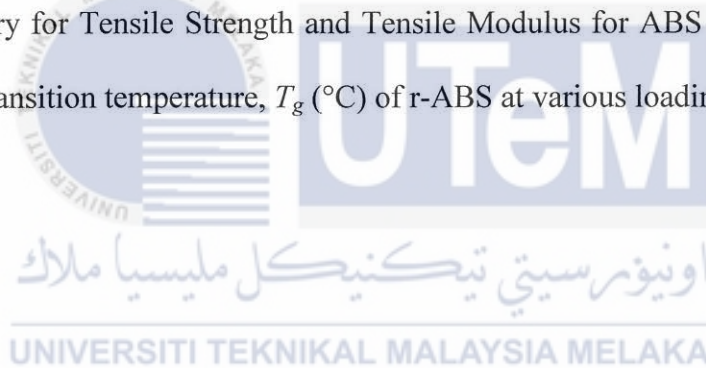 ry for Tensile Strength and Tensile Modulus for ABS
ansition temperature, Tg (°C) of r-ABS at various loadin
UTeM
اونيۏرسيتي تيكنيكل مليسيا ملاك
UNIVERSITI TEKNIKAL MALAYSIA MELAKA